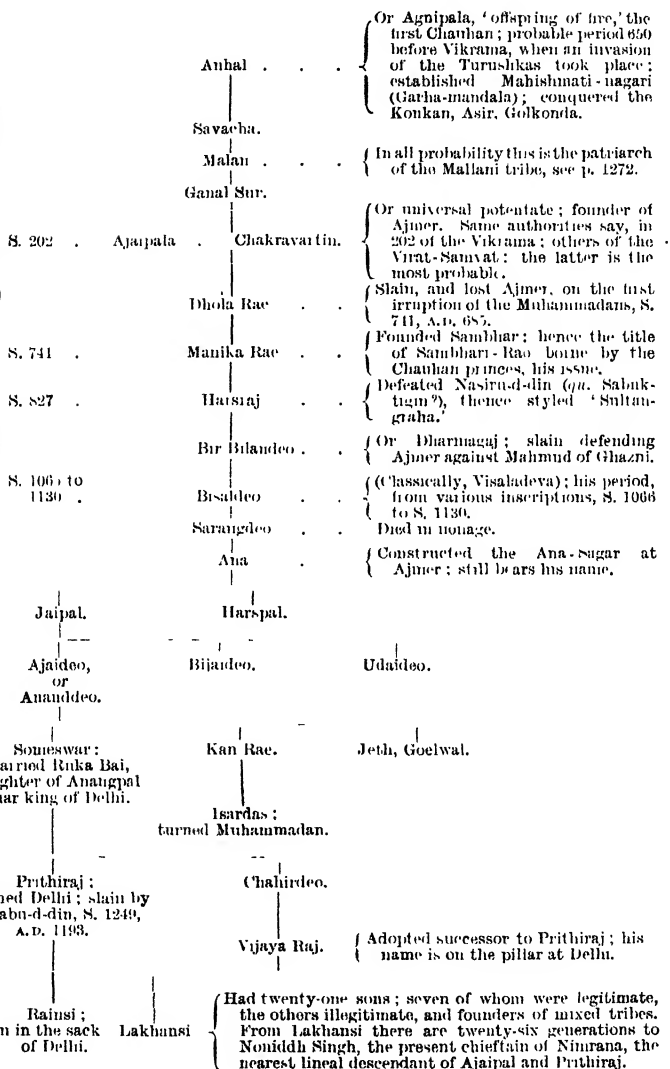 Or Agnipala, 'offspring of fire,' the
first Chauhan; probable period 650
before Vikrama, when an invasion
Anhal . . . of the Turushkas took place;
established Mahishmati-nagari
(Garha-mandala); conquered the
Konkan, Asir, Golkonda.
Savacha.
Malan . . . In all probability this is the patriarch
of the Mallani tribe, see p. 1272.
Ganal Sur.
Or universal potentate; founder of
Ajmer. Some authorities say, in
S. 202 . Ajaipala . Chakravartin. 202 of the Vikrama; others of the
Virat-Samvat: the latter is the
most probable.
Dhola Rae . . Slain, and lost Ajmer, on the first
irruption of the Muhammadans, S.
741, A.D. 685.
S. 741 . Manika Rae . . Founded Sambhar: hence the title
of Sambhari-Rao borne by the
Chauhan princes, his issue.
S. 827 . Harsraj . . Defeated Nasiru-d-din (qu. Sabuk-
tigin?), thence styled 'Sultan-
graha.'
Bir Bilandeo . . Or Dharmagaj; slain defending
Ajmer against Mahmud of Ghazni.
S. 1066 to
1130 . Bisaldeo . . (Classically, Visaladeva); his period,
from various inscriptions, S. 1066
to S. 1130.
Sarangdeo . . Died in nonage.
Ana . Constructed the Ana-Sagar at
Ajmer; still bears his name.
Jaipal. Harspal.
Ajaideo, Bijaideo. Udaideo.
or
Ananddeo.
Someswar: Kan Rae. Jeth, Goelwal.
arried Ruka Bai,
ghter of Anangpal
uar king of Delhi.
Isardas;
turned Muhammadan.
Prithiraj: Chahirdeo.
ned Delhi; slain by
abu-d-din, S. 1249,
A.D. 1193.
Vijaya Raj. Adopted successor to Prithiraj; his
name is on the pillar at Delhi.
Had twenty-one sons; seven of whom were legitimate,
Rainsi; the others illegitimate, and founders of mixed tribes.
n in the sack Lakhansi From Lakhansi there are twenty-six generations to
of Delhi. Noniddh Singh, the present chieftain of Nimrana, the
nearest lineal descendant of Ajaipal and Prithiraj.